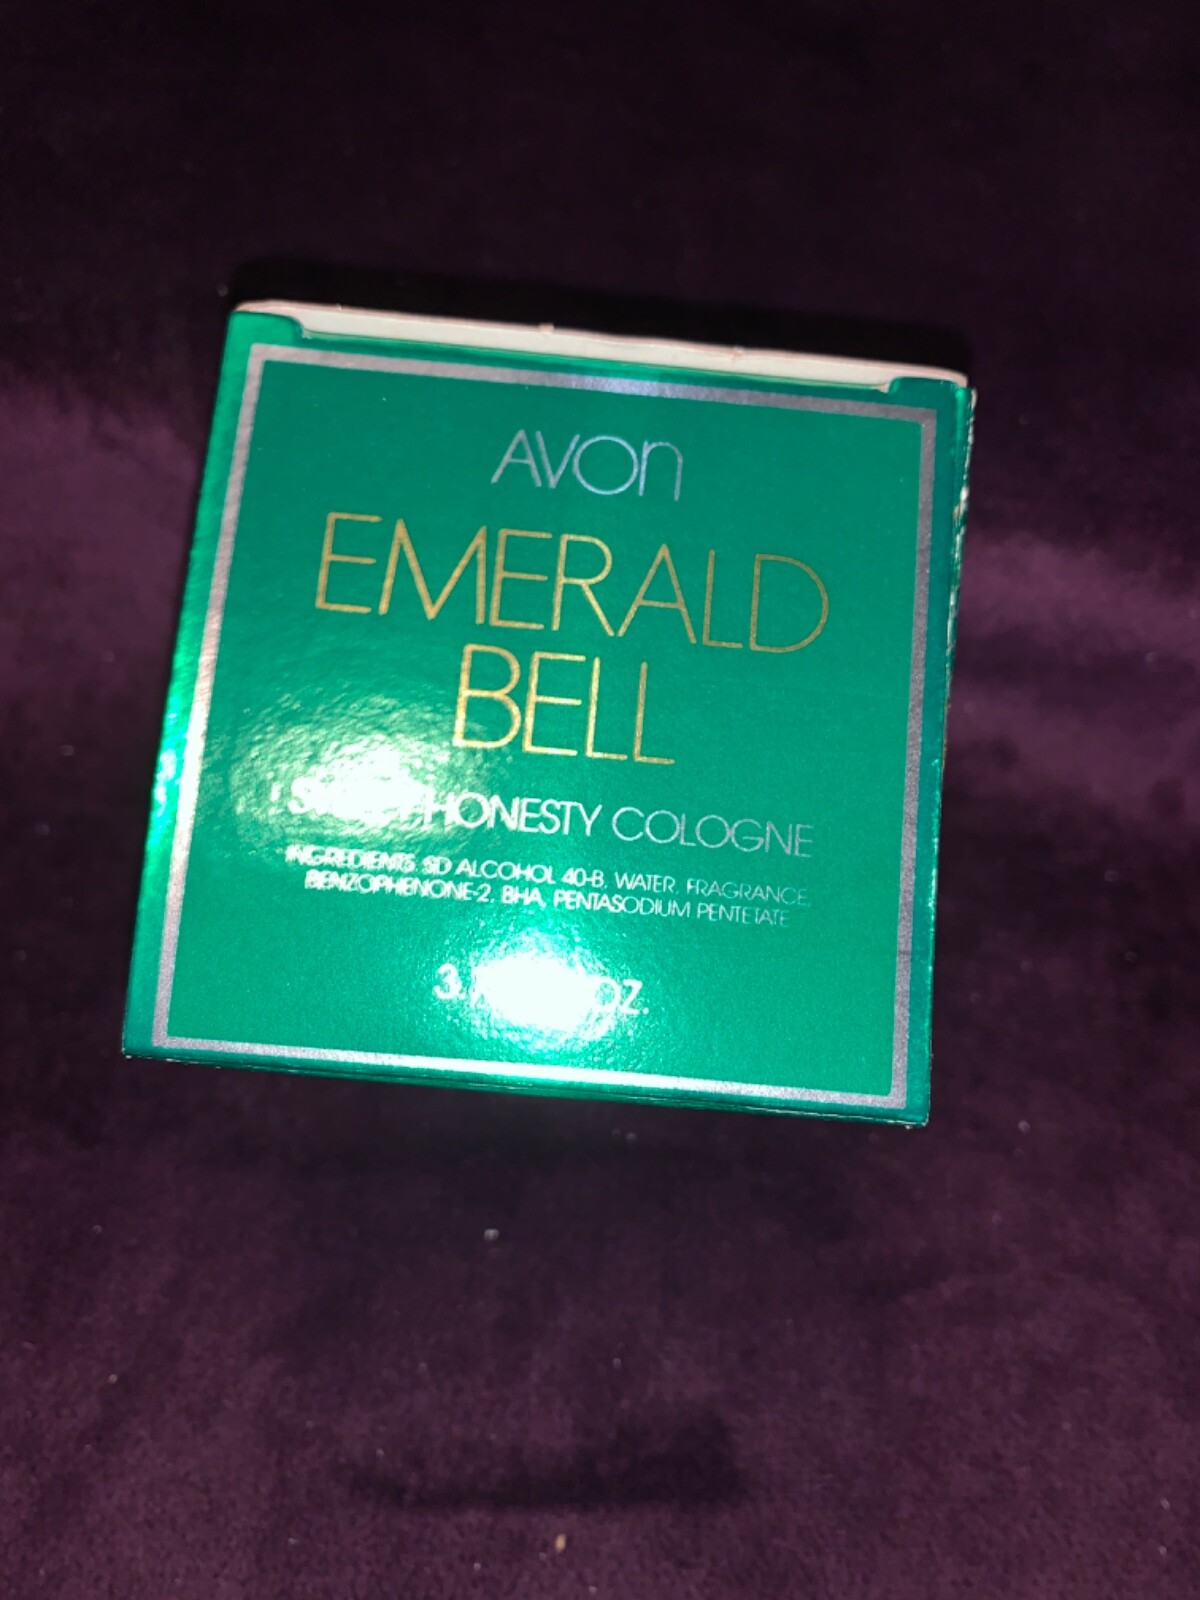 AVON
EMERALD
BELL
HONESTY COLOGNE
INGREDIENTS: SD ALCOHOL 40-B, WATER, FRAGRANCE,
BENZOPHENONE-2, BHA, PENTASODIUM PENTETATE
OZ.